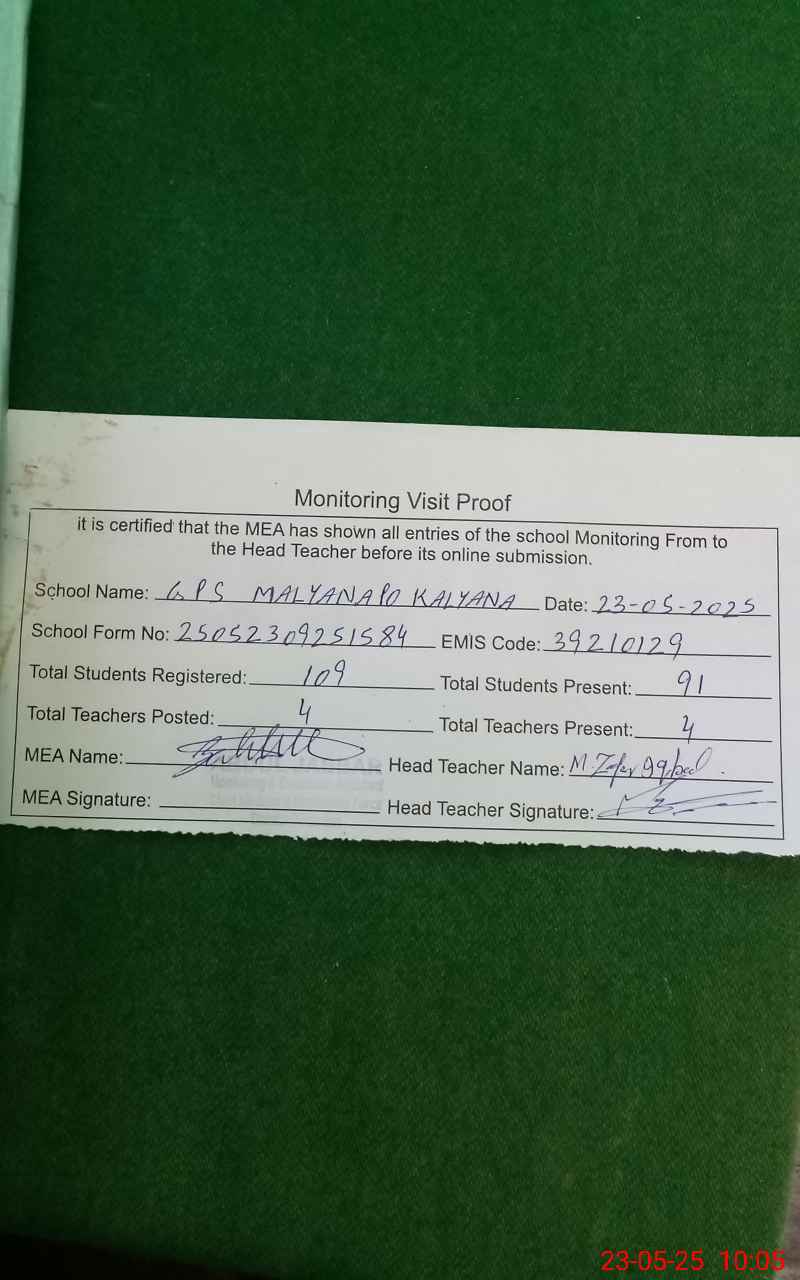 Monitoring Visit Proof
it is certified that the MEA has shown all entries of the school Monitoring From to
the Head Teacher before its online submission.
School Name: GPS MALYANAPO KALYANA Date: 23-05-2025
School Form No: 25052309251584 EMIS Code: 39210129
Total Students Registered: 109 Total Students Present: 91
Total Teachers Posted: 4 Total Teachers Present: 4
MEA Name: Head Teacher Name: M. Zafar Iqbal.
MEA Signature: Head Teacher Signature:
23-05-25 10:05